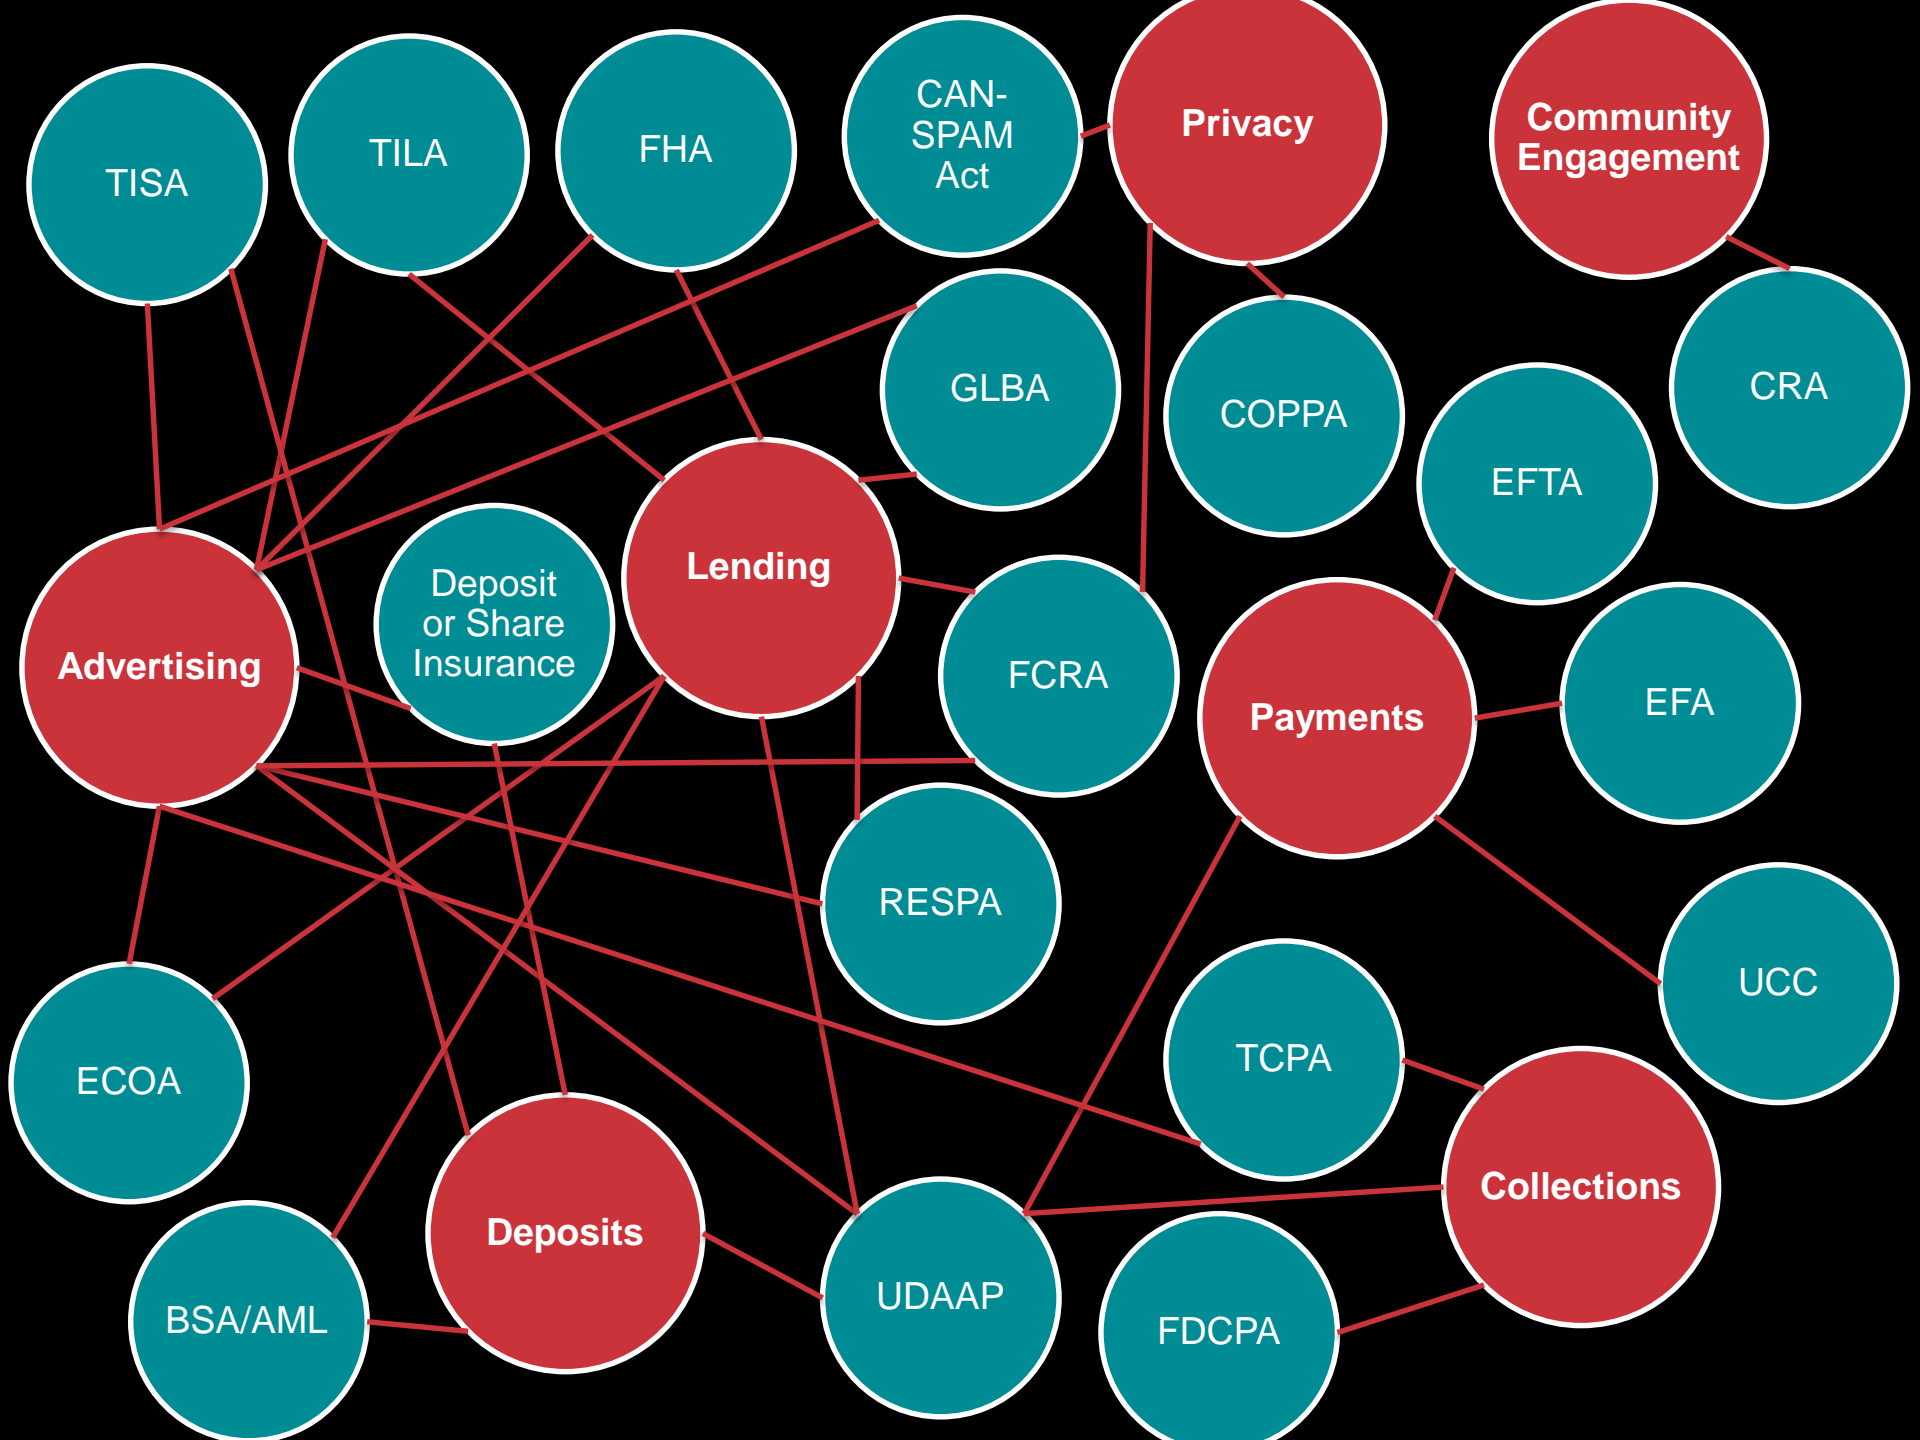 TISA
TILA
FHA
CAN-
SPAM
Act
Privacy
Community
Engagement
GLBA
COPPA
CRA
EFTA
Lending
Deposit
or Share
Insurance
Advertising
FCRA
Payments
EFA
RESPA
UCC
ECOA
TCPA
Collections
Deposits
BSA/AML
UDAAP
FDCPA